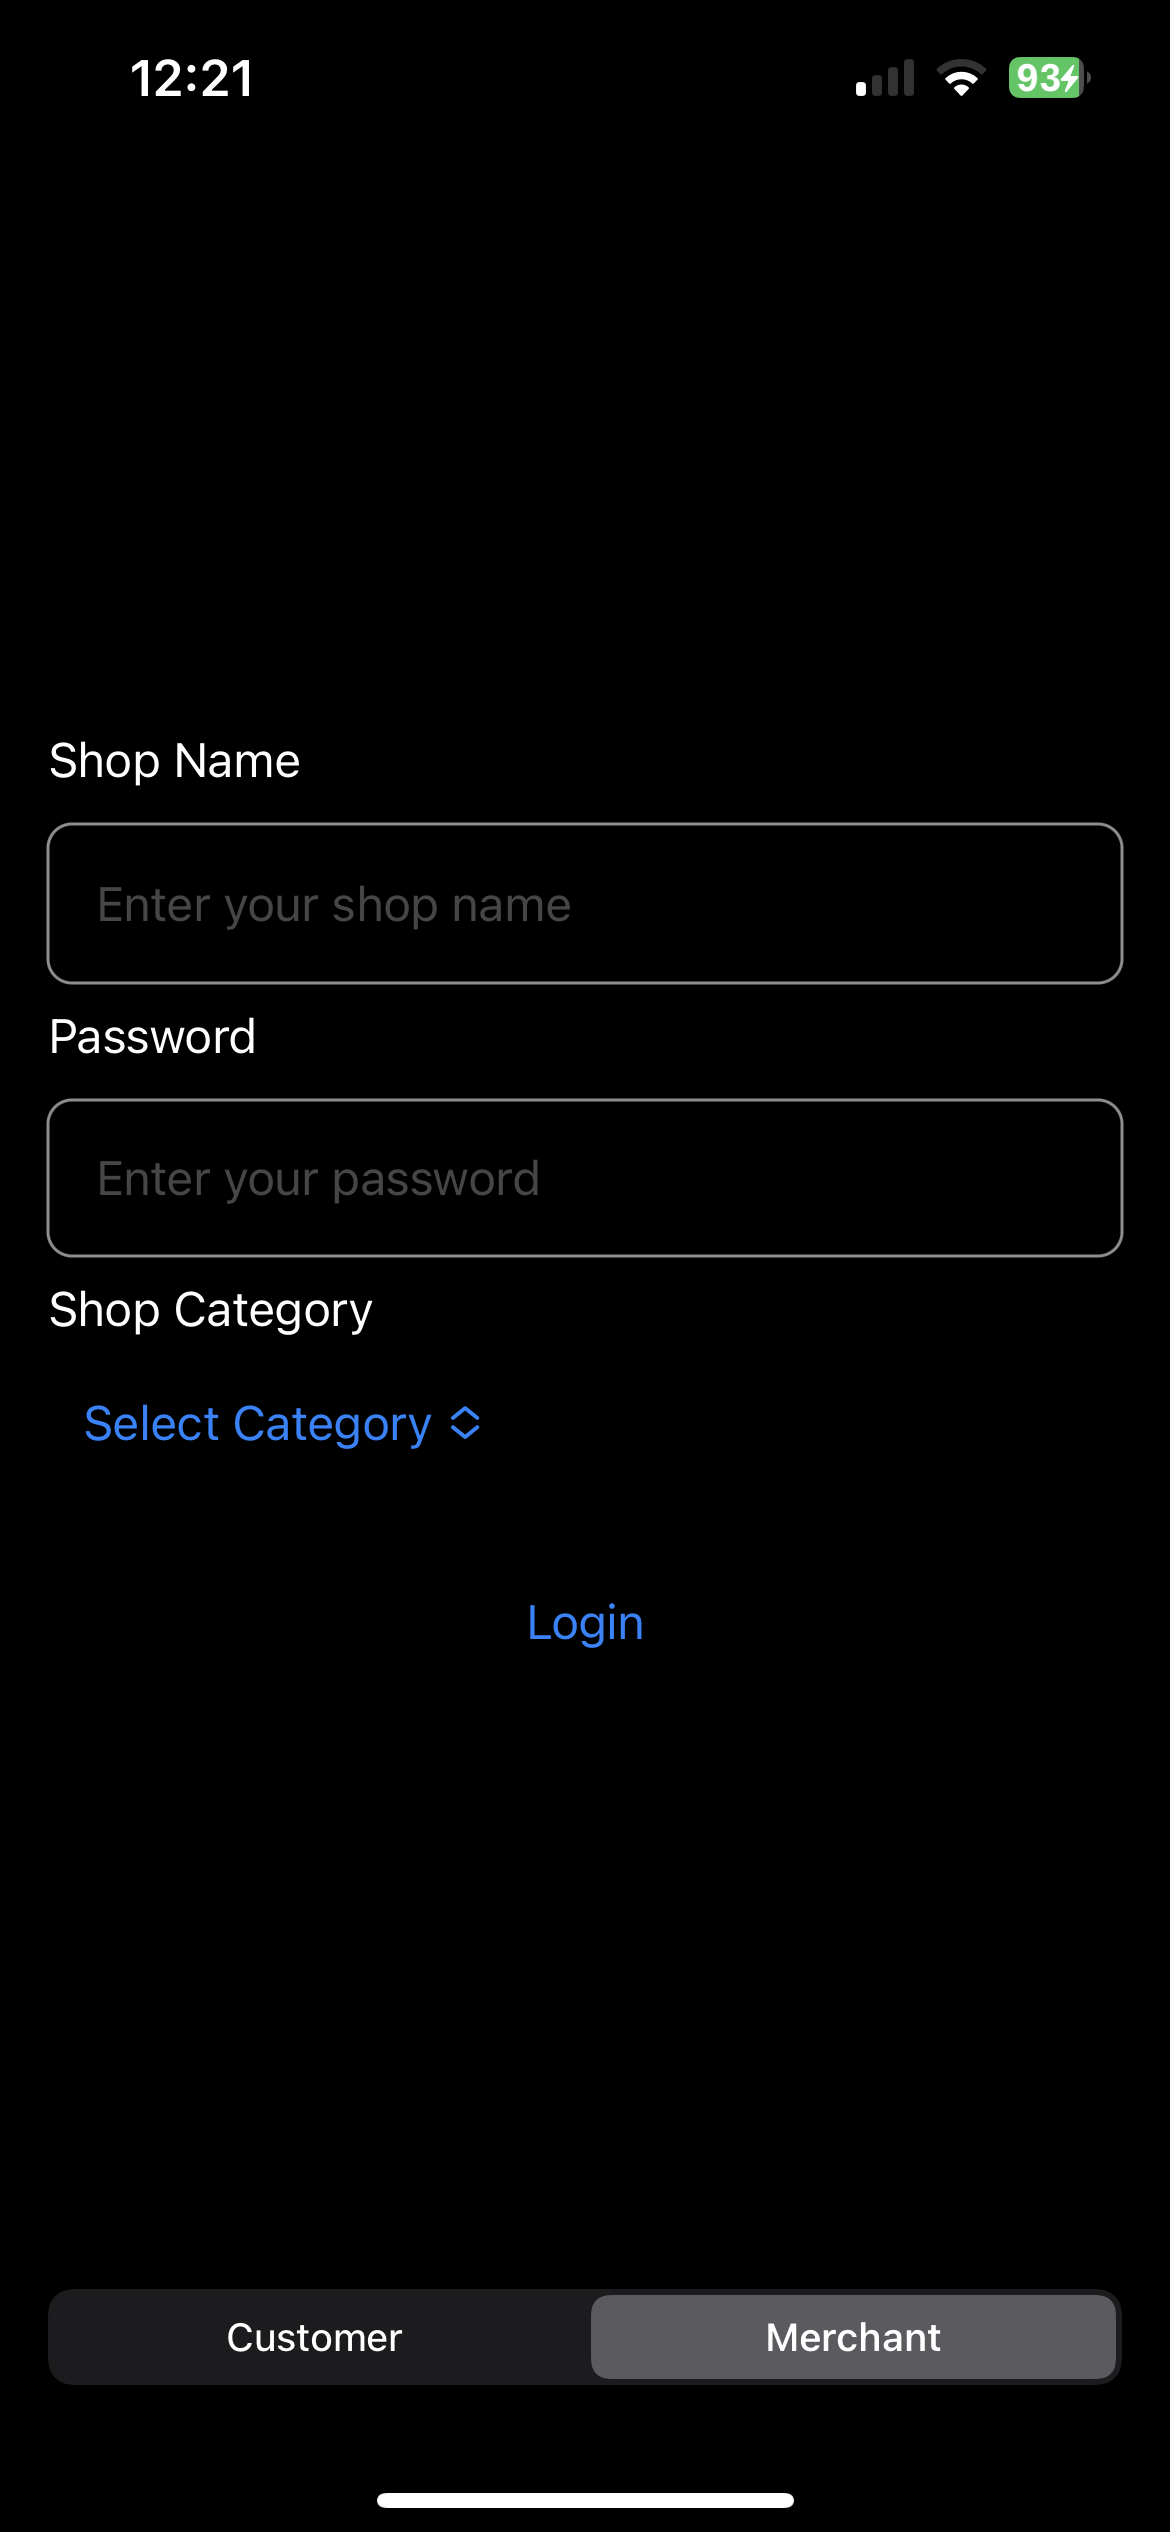 12:21
93
Shop Name
Enter your shop name
Password
Enter your password
Shop Category
Select Category
Login
Customer
Merchant